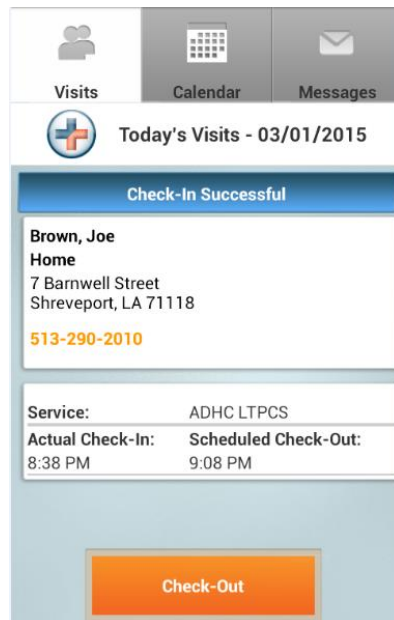 Visits Calendar Messages
Today's Visits - 03/01/2015
Check-In Successful
Brown, Joe
Home
7 Barnwell Street
Shreveport, LA 71118
513-290-2010
Service: ADHC LTPCS
Actual Check-In: Scheduled Check-Out:
8:38 PM 9:08 PM
Check-Out